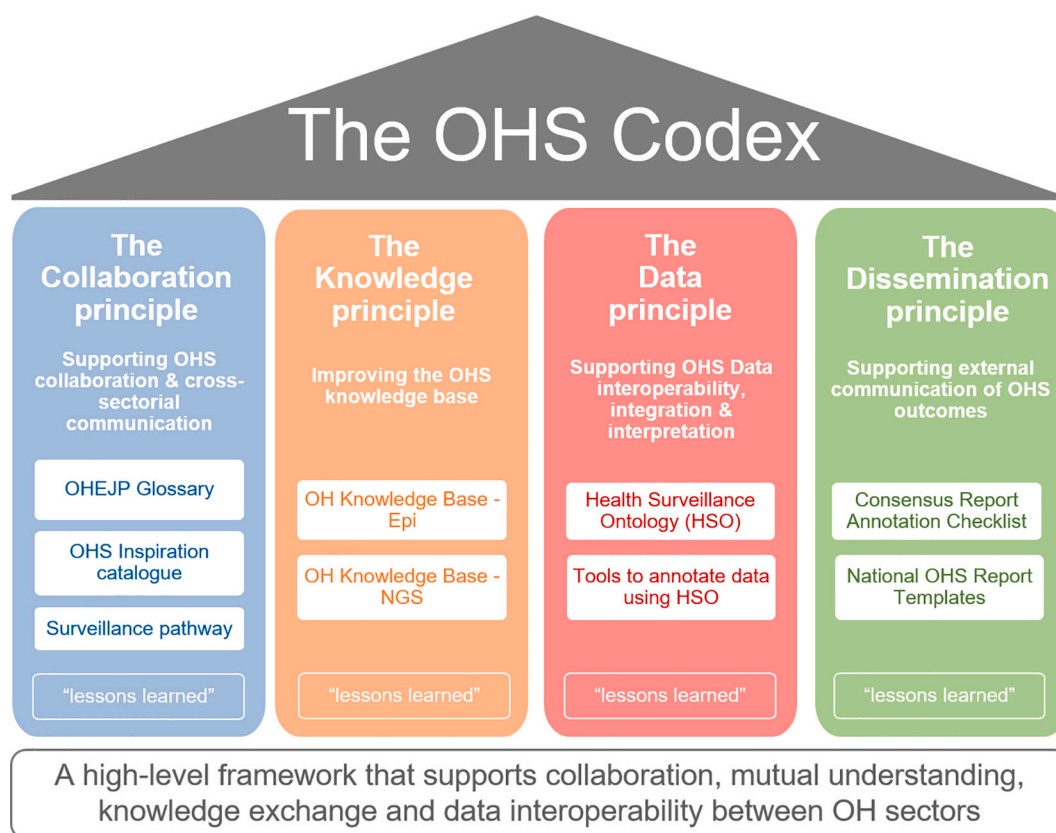 The OHS Codex
The
Collaboration
principle
Supporting OHS
collaboration & cross-
sectorial
communication
OHEJP Glossary
OHS Inspiration
catalogue
Surveillance pathway
“lessons learned”
The
Knowledge
principle
Improving the OHS
knowledge base
OH Knowledge Base -
Epi
OH Knowledge Base -
NGS
“lessons learned”
The
Data
principle
Supporting OHS Data
interoperability,
integration &
interpretation
Health Surveillance
Ontology (HSO)
Tools to annotate data
using HSO
“lessons learned”
The
Dissemination
principle
Supporting external
communication of OHS
outcomes
Consensus Report
Annotation Checklist
National OHS Report
Templates
“lessons learned”
A high-level framework that supports collaboration, mutual understanding,
knowledge exchange and data interoperability between OH sectors